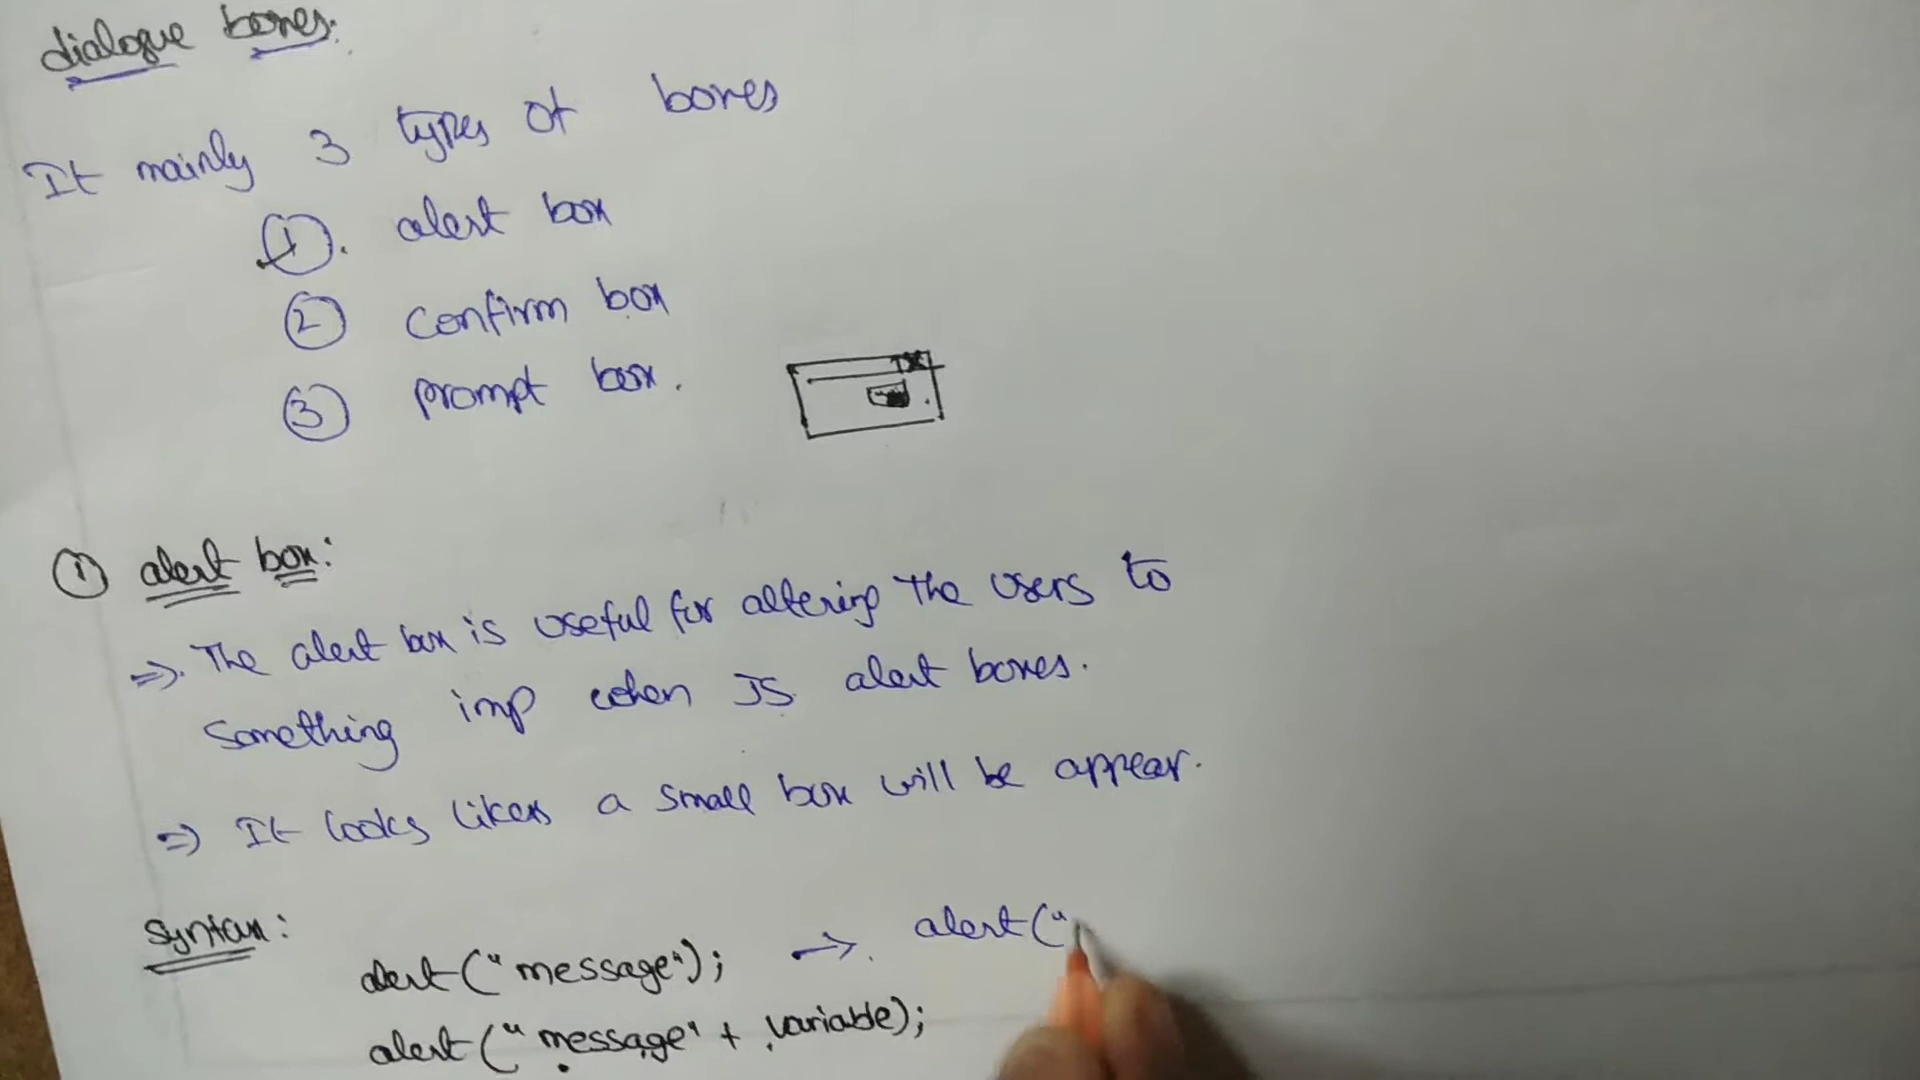 dialogue boxes:
It mainly 3 types of boxes
①. alert box
② confirm box
③ prompt box.
① alert box:
⇒. The alert box is useful for altering the users to
something imp when JS alert boxes.
⇒ It looks likes a small box will be appear.
Syntax:
alert("message"); → alert("
alert("message" + variable);